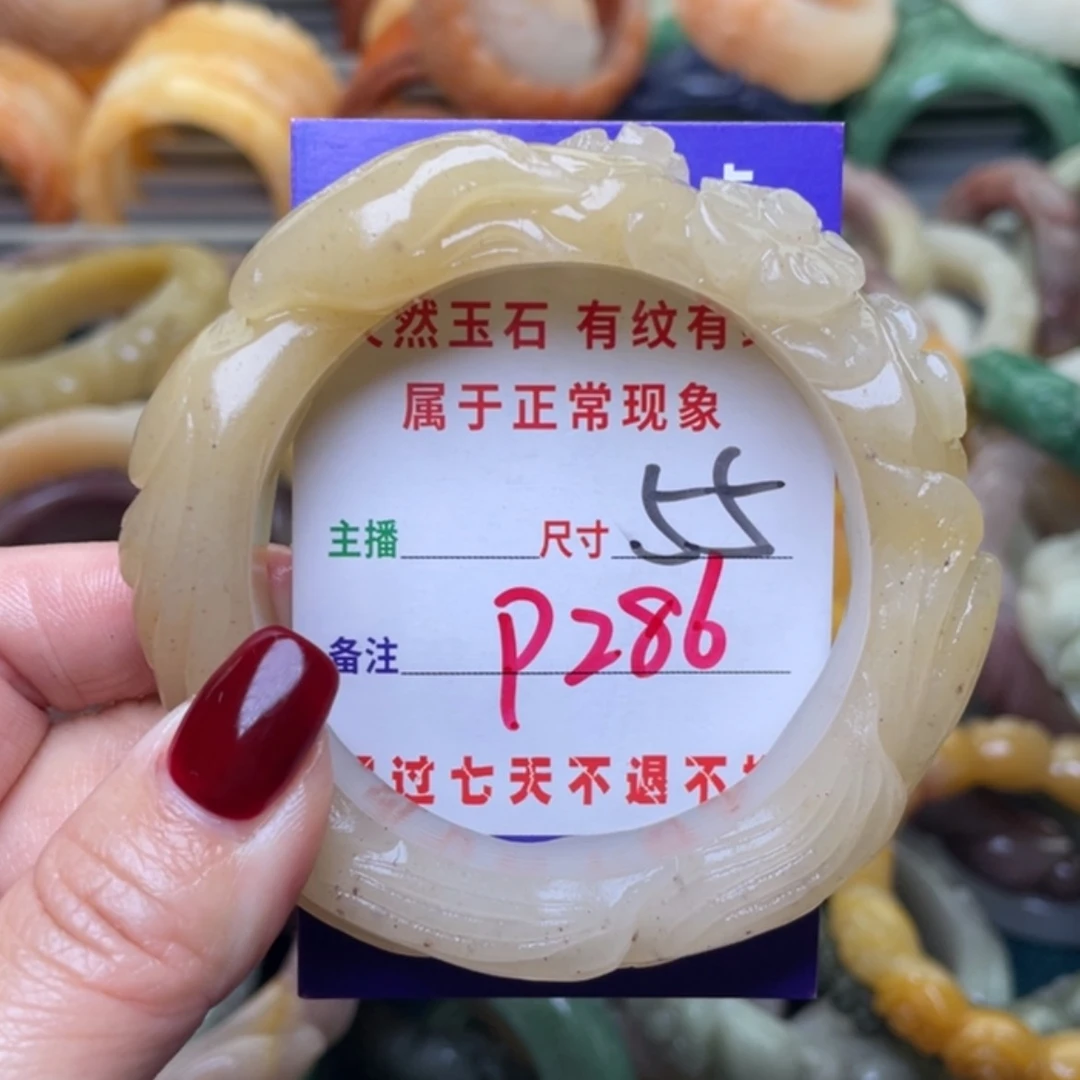 然玉石 有纹有
属于正常现象
主播 尺寸 55
备注 P286
过七天不退不